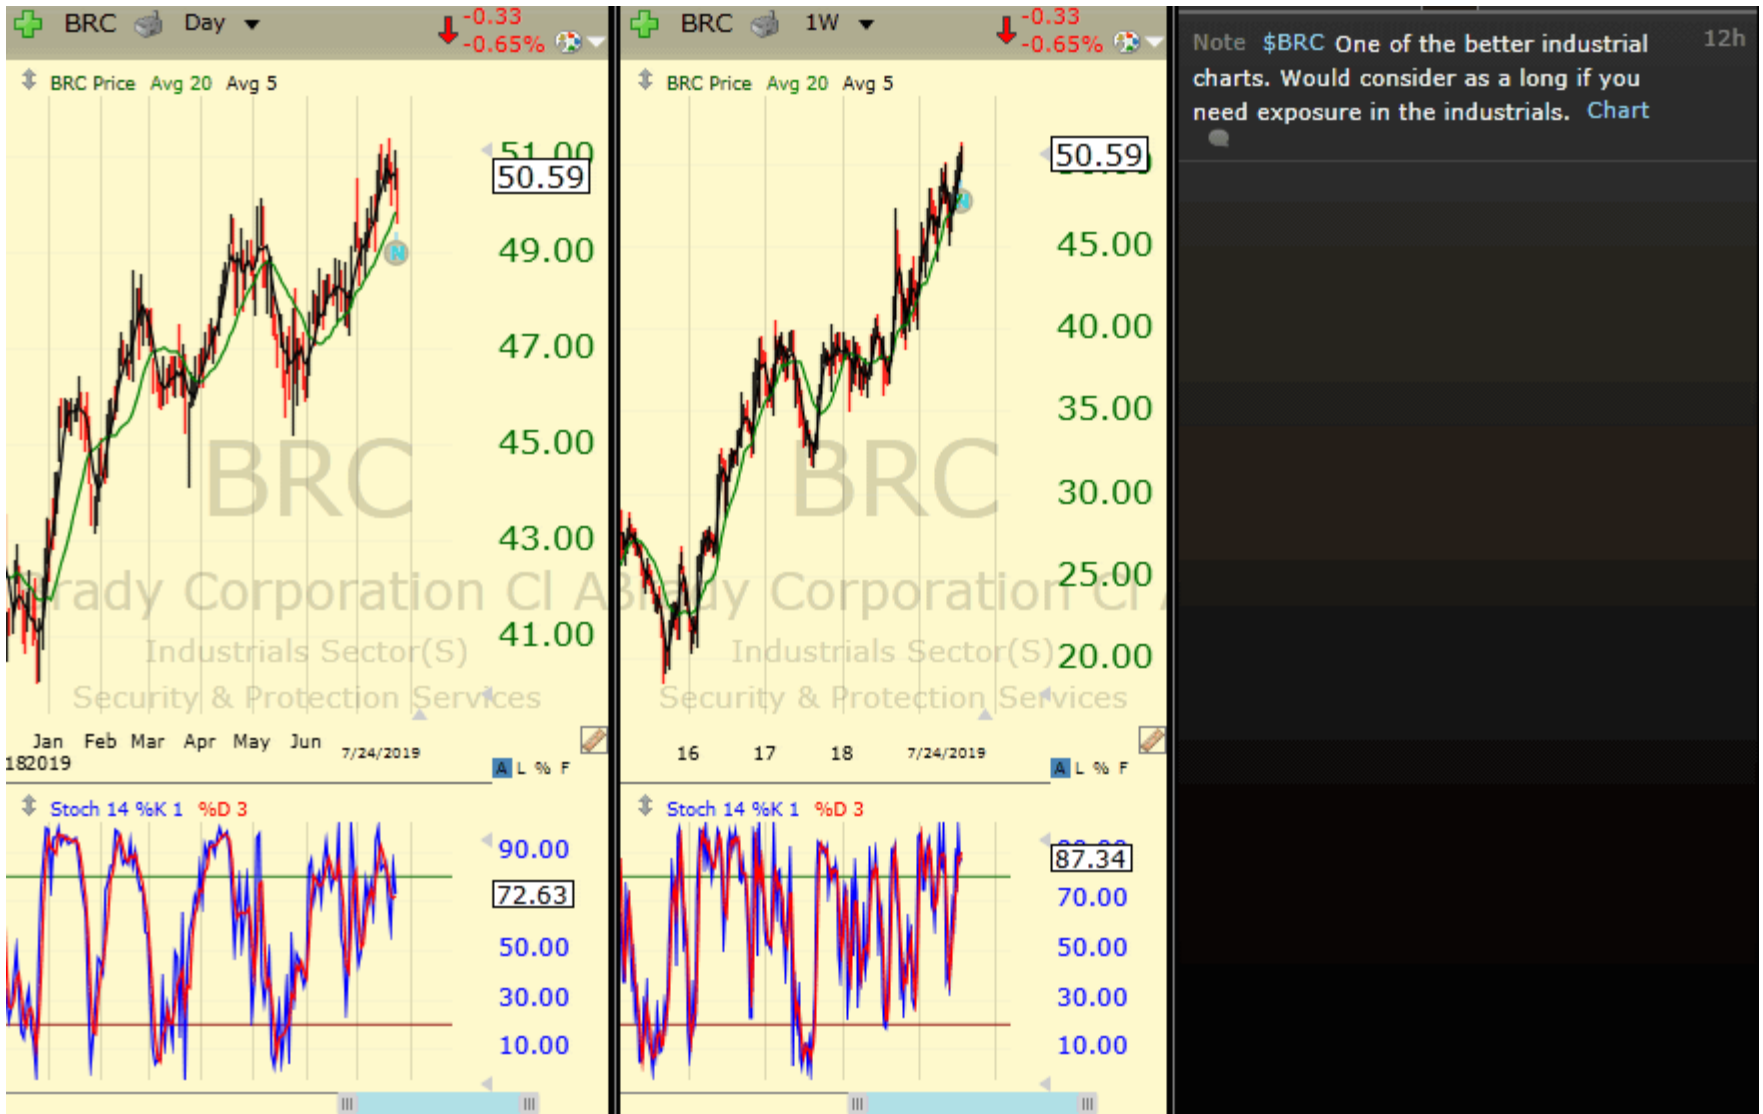 BRC Day -0.33
-0.65%
BRC Price Avg 20 Avg 5
51.00
50.59
49.00
47.00
45.00
43.00
41.00
BRC
Brady Corporation Cl A
Industrials Sector(S)
Security & Protection Services
N
Jan Feb Mar Apr May Jun 7/24/2019
182019
A L % F
Stoch 14 %K 1 %D 3
90.00
72.63
50.00
30.00
10.00
BRC 1W -0.33
-0.65%
BRC Price Avg 20 Avg 5
50.59
45.00
40.00
35.00
30.00
25.00
20.00
BRC
Brady Corporation Cl A
Industrials Sector(S)
Security & Protection Services
16 17 18 7/24/2019
A L % F
Stoch 14 %K 1 %D 3
87.34
70.00
50.00
30.00
10.00
Note $BRC One of the better industrial 12h
charts. Would consider as a long if you
need exposure in the industrials. Chart